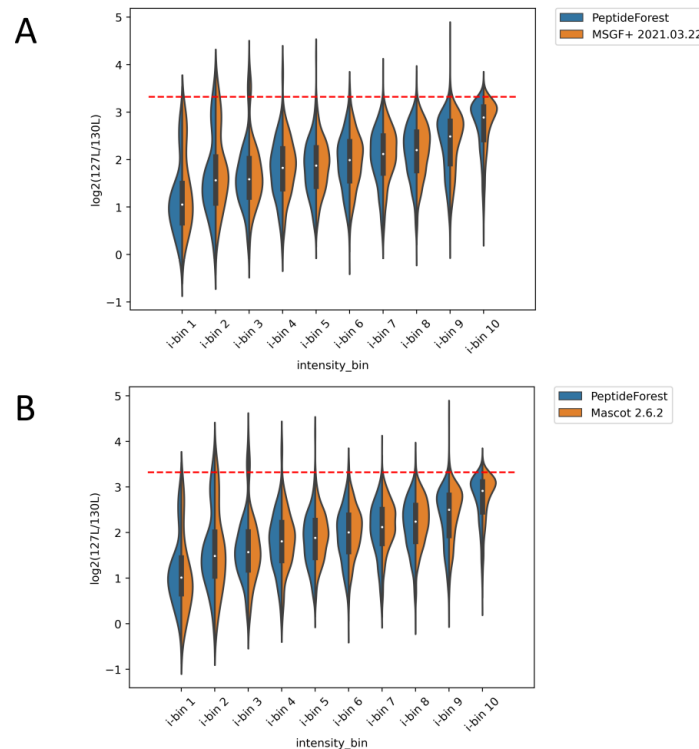 A
PeptideForest
MSGF+ 2021.03.22
5
4
3
2
1
0
−1
log2(127L/130L)
i-bin 1
i-bin 2
i-bin 3
i-bin 4
i-bin 5
i-bin 6
i-bin 7
i-bin 8
i-bin 9
i-bin 10
intensity_bin
B
PeptideForest
Mascot 2.6.2
5
4
3
2
1
0
−1
log2(127L/130L)
i-bin 1
i-bin 2
i-bin 3
i-bin 4
i-bin 5
i-bin 6
i-bin 7
i-bin 8
i-bin 9
i-bin 10
intensity_bin